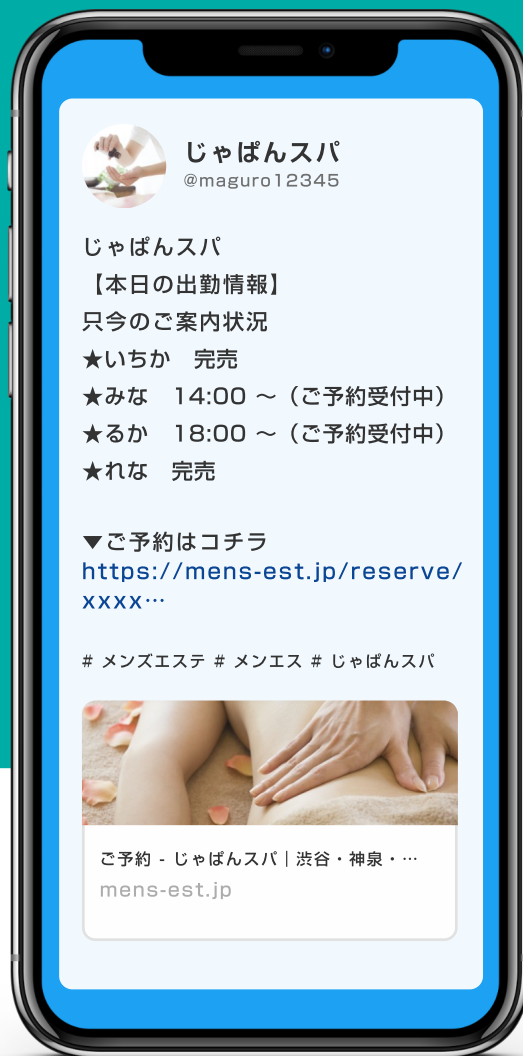 じゃぱんスパ
@maguro12345
じゃぱんスパ
【本日の出勤情報】
只今のご案内状況
★いちか　完売
★みな　14:00 ～（ご予約受付中）
★るか　18:00 ～（ご予約受付中）
★れな　完売
▼ご予約はコチラ
https://mens-est.jp/reserve/
xxxx…
# メンズエステ # メンエス # じゃぱんスパ
ご予約 - じゃぱんスパ｜渋谷・神泉・…
mens-est.jp